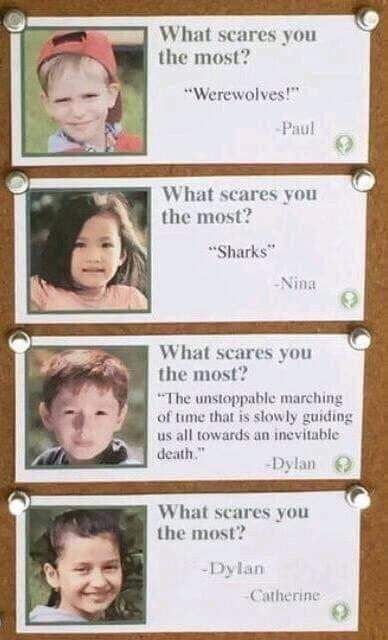 What scares you
the most?
“Werewolves!”
-Paul
What scares you
the most?
“Sharks”
-Nina
What scares you
the most?
“The unstoppable marching
of time that is slowly guiding
us all towards an inevitable
death.”
-Dylan
What scares you
the most?
-Dylan
-Catherine